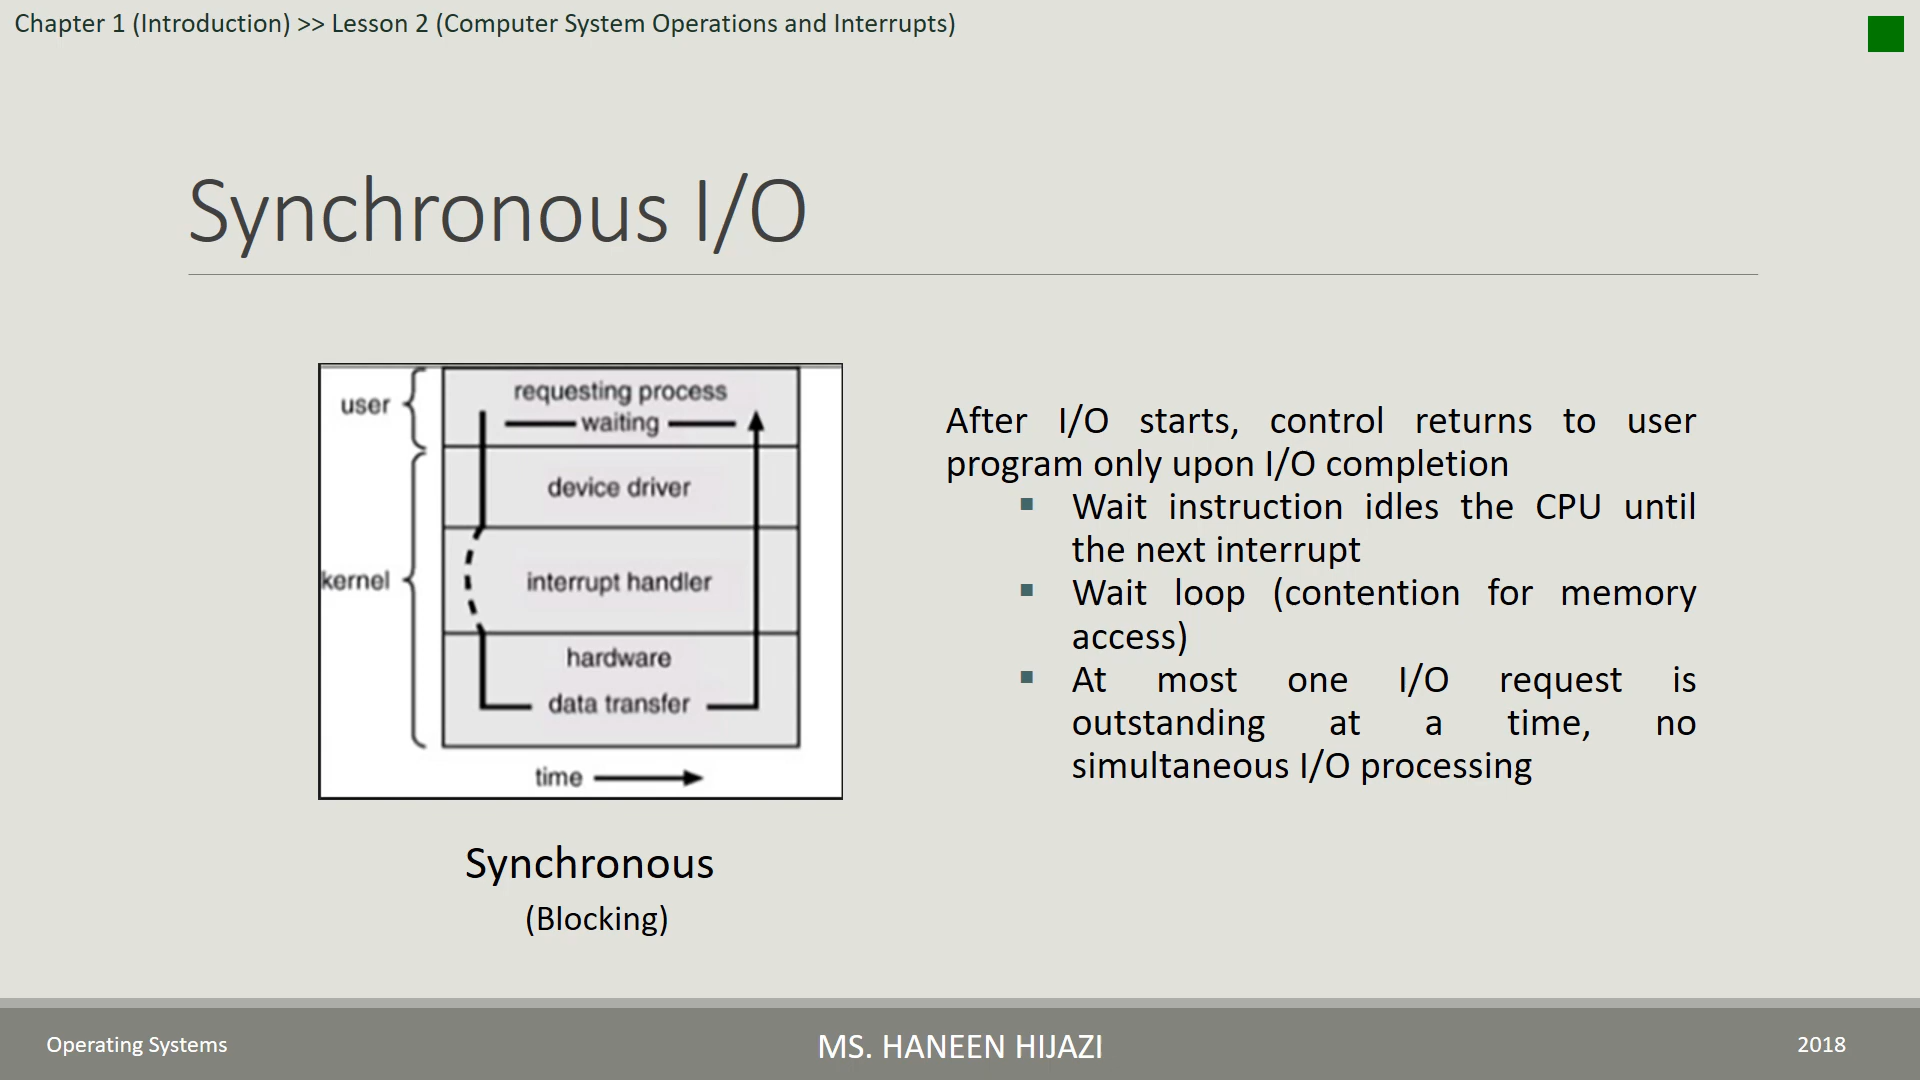 Chapter 1 (Introduction) >> Lesson 2 (Computer System Operations and Interrupts)
Synchronous I/O
user
requesting process
waiting
device driver
kernel
interrupt handler
hardware
data transfer
time
Synchronous
(Blocking)
After I/O starts, control returns to user
program only upon I/O completion
▪ Wait instruction idles the CPU until
the next interrupt
▪ Wait loop (contention for memory
access)
▪ At most one I/O request is
outstanding at a time, no
simultaneous I/O processing
Operating Systems
MS. HANEEN HIJAZI
2018